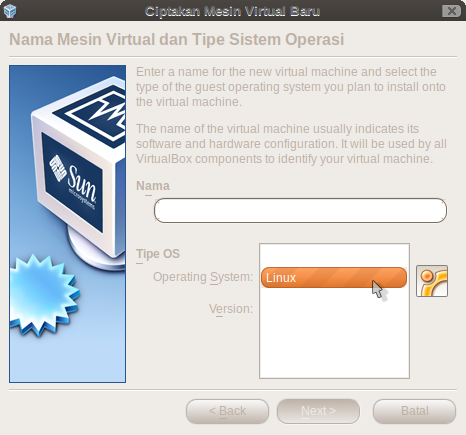 Ciptakan Mesin Virtual Baru
Nama Mesin Virtual dan Tipe Sistem Operasi
Enter a name for the new virtual machine and select the
type of the guest operating system you plan to install onto
the virtual machine.
The name of the virtual machine usually indicates its
software and hardware configuration. It will be used by all
VirtualBox components to identify your virtual machine.
Sun
microsystems
Nama
Tipe OS
Operating System:
Linux
Version:
< Back
Next >
Batal